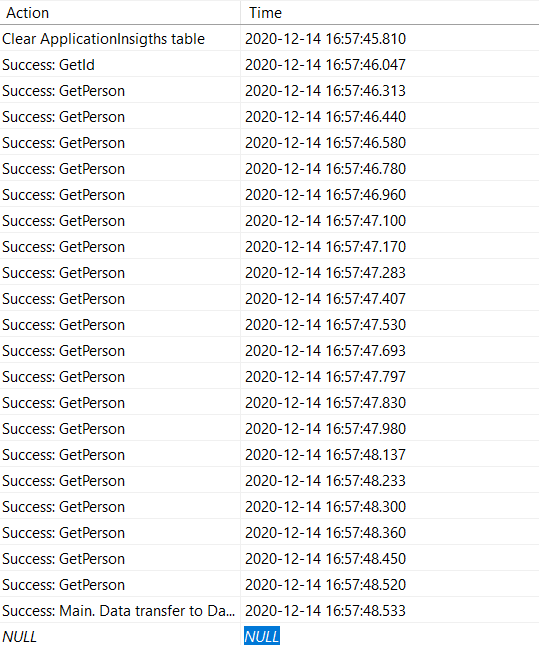 Action Time
Clear ApplicationInsigths table 2020-12-14 16:57:45.810
Success: GetId 2020-12-14 16:57:46.047
Success: GetPerson 2020-12-14 16:57:46.313
Success: GetPerson 2020-12-14 16:57:46.440
Success: GetPerson 2020-12-14 16:57:46.580
Success: GetPerson 2020-12-14 16:57:46.780
Success: GetPerson 2020-12-14 16:57:46.960
Success: GetPerson 2020-12-14 16:57:47.100
Success: GetPerson 2020-12-14 16:57:47.170
Success: GetPerson 2020-12-14 16:57:47.283
Success: GetPerson 2020-12-14 16:57:47.407
Success: GetPerson 2020-12-14 16:57:47.530
Success: GetPerson 2020-12-14 16:57:47.693
Success: GetPerson 2020-12-14 16:57:47.797
Success: GetPerson 2020-12-14 16:57:47.830
Success: GetPerson 2020-12-14 16:57:47.980
Success: GetPerson 2020-12-14 16:57:48.137
Success: GetPerson 2020-12-14 16:57:48.233
Success: GetPerson 2020-12-14 16:57:48.300
Success: GetPerson 2020-12-14 16:57:48.360
Success: GetPerson 2020-12-14 16:57:48.450
Success: GetPerson 2020-12-14 16:57:48.520
Success: Main. Data transfer to Da... 2020-12-14 16:57:48.533
NULL NULL